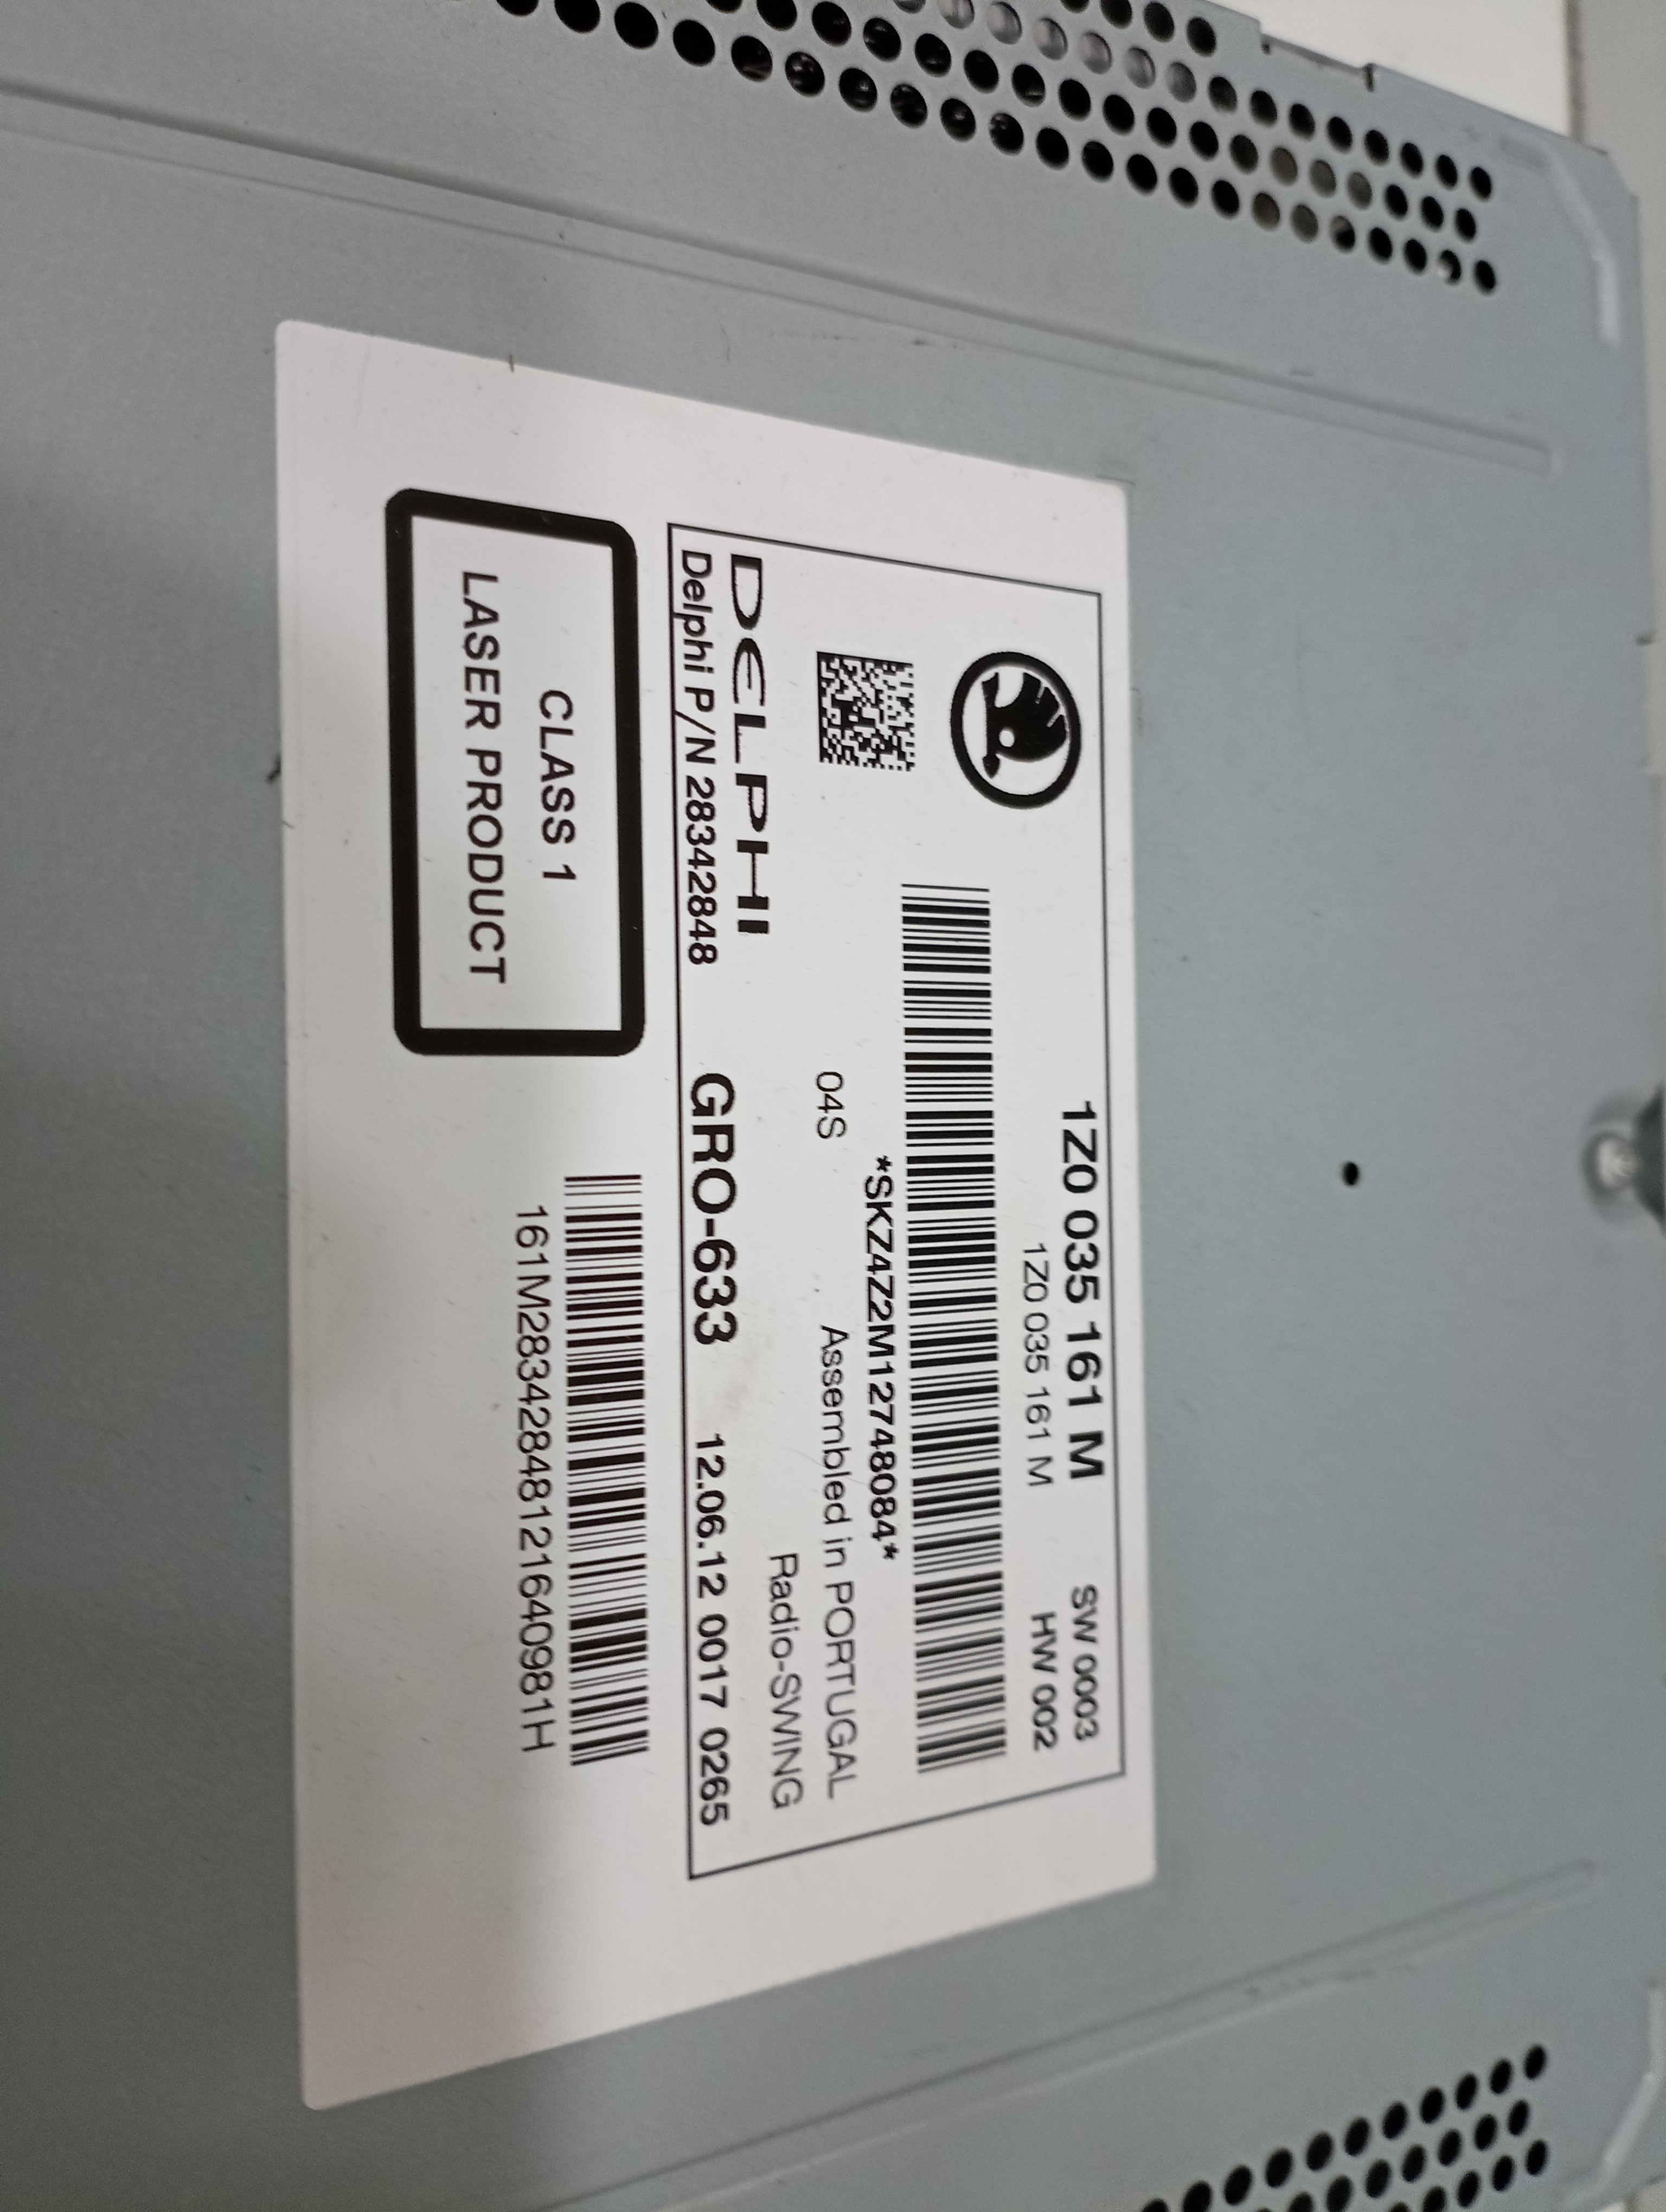 1Z0 035 161 M SW 0003
1Z0 035 161 M HW 002
*SKZ4Z2M12748084*
04S Assembled in PORTUGAL
Radio-SWING
DELPHI
Delphi P/N 28342848 GRO-633 12.06.12 0017 0265
CLASS 1
LASER PRODUCT
161M28342848121640981H